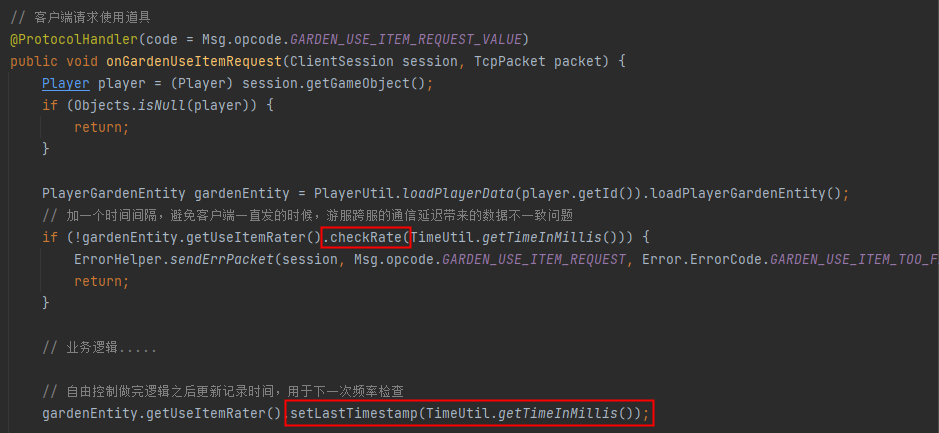 // 客户端请求使用道具
@ProtocolHandler(code = Msg.opcode.GARDEN_USE_ITEM_REQUEST_VALUE)
public void onGardenUseItemRequest(ClientSession session, TcpPacket packet) {
Player player = (Player) session.getGameObject();
if (Objects.isNull(player)) {
return;
}
PlayerGardenEntity gardenEntity = PlayerUtil.loadPlayerData(player.getId()).loadPlayerGardenEntity();
// 加一个时间间隔，避免客户端一直发的时候，游服跨服的通信延迟带来的数据不一致问题
if (!gardenEntity.getUseItemRater().checkRate(TimeUtil.getTimeInMillis())) {
ErrorHelper.sendErrPacket(session, Msg.opcode.GARDEN_USE_ITEM_REQUEST, Error.ErrorCode.GARDEN_USE_ITEM_TOO_F
return;
}
// 业务逻辑.....
// 自由控制做完逻辑之后更新记录时间，用于下一次频率检查
gardenEntity.getUseItemRater().setLastTimestamp(TimeUtil.getTimeInMillis());